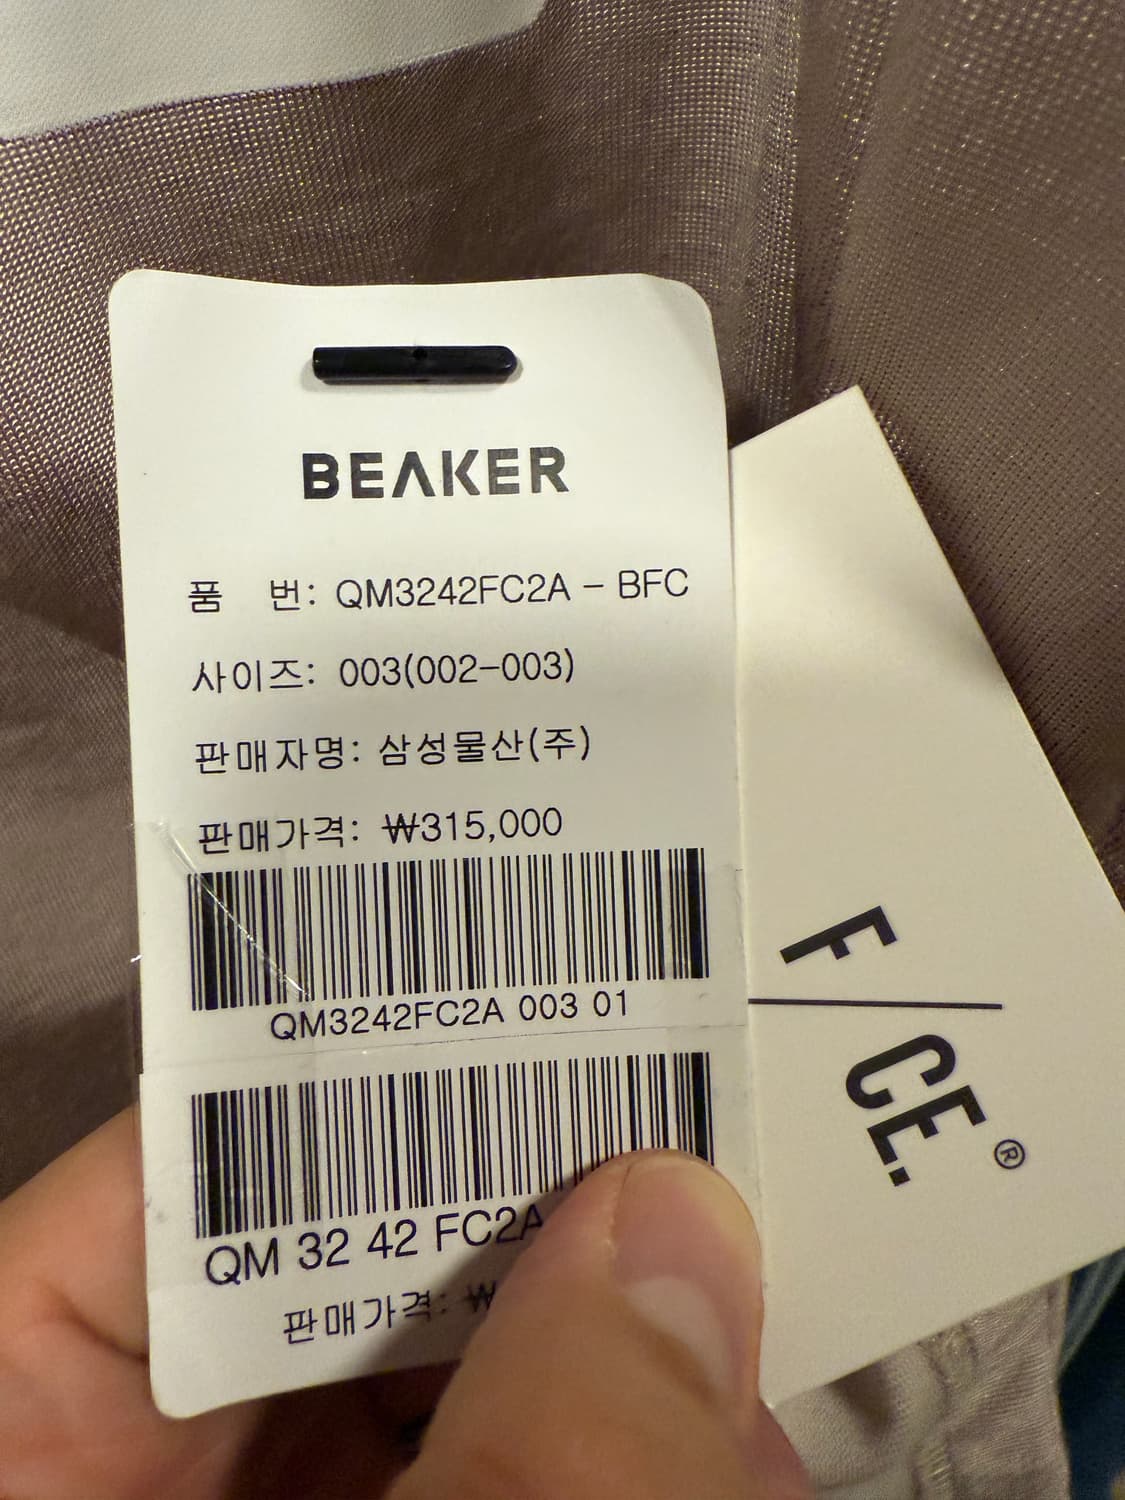 BEAKER
품 번: QM3242FC2A - BFC
사이즈: 003(002-003)
판매자명: 삼성물산(주)
판매가격: ₩315,000
QM3242FC2A 003 01
QM 32 42 FC2A
판매가격: ₩
F/CE.®